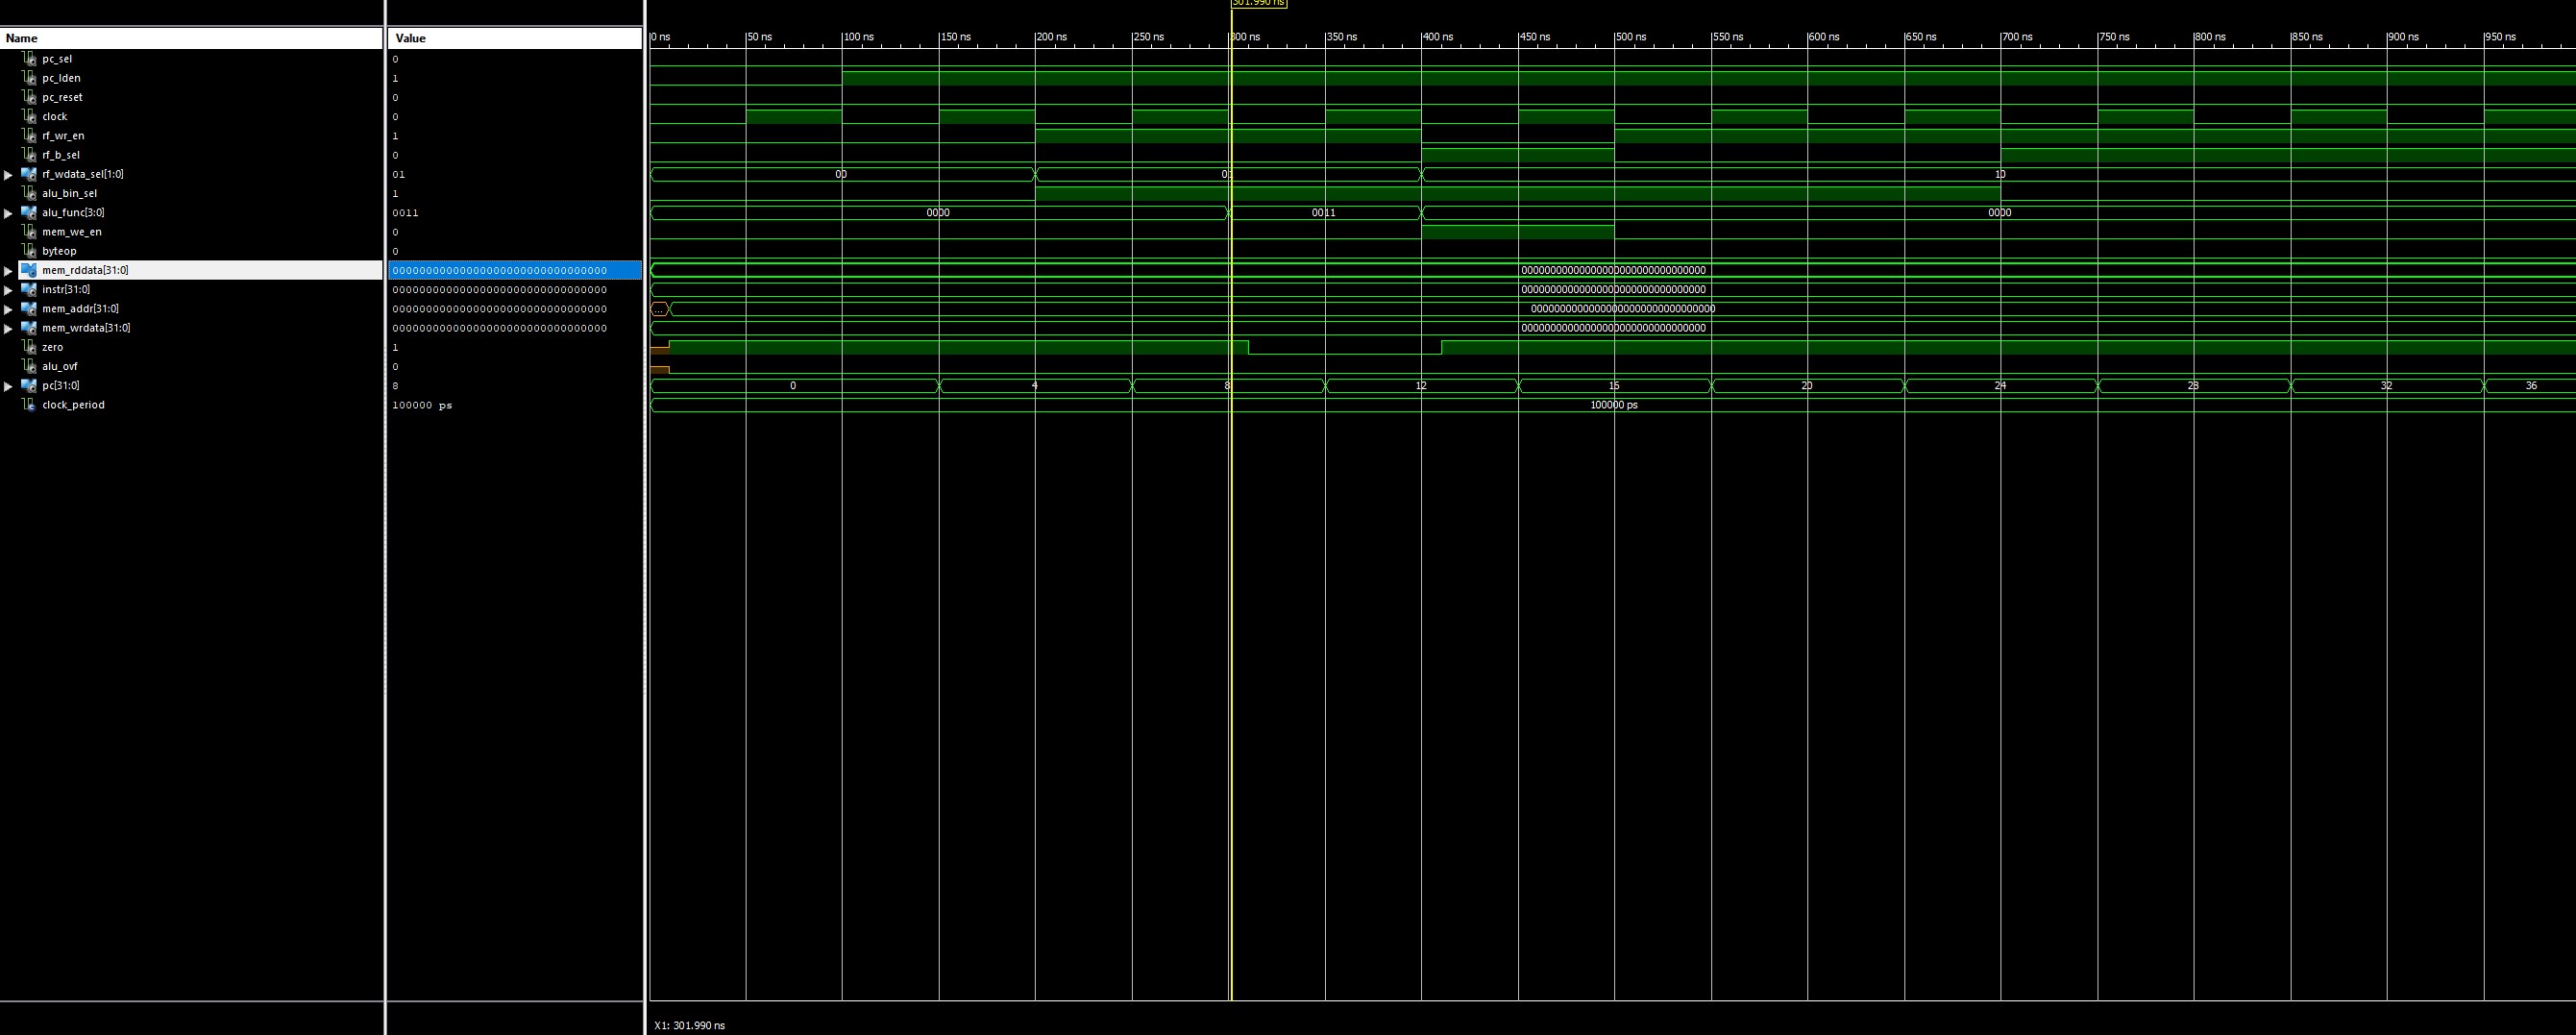 301.990 ns
Name Value 0 ns 50 ns 100 ns 150 ns 200 ns 250 ns 300 ns 350 ns 400 ns 450 ns 500 ns 550 ns 600 ns 650 ns 700 ns 750 ns 800 ns 850 ns 900 ns 950 ns
pc_sel 0
pc_lden 1
pc_reset 0
clock 0
rf_wr_en 1
rf_b_sel 0
rf_wdata_sel[1:0] 01 00 01 10
alu_bin_sel 1
alu_func[3:0] 0011 0000 0011 0000
mem_we_en 0
byteop 0
mem_rddata[31:0] 00000000000000000000000000000000 00000000000000000000000000000000
instr[31:0] 00000000000000000000000000000000 00000000000000000000000000000000
mem_addr[31:0] 00000000000000000000000000000000 ... 00000000000000000000000000000000
mem_wrdata[31:0] 00000000000000000000000000000000 00000000000000000000000000000000
zero 1
alu_ovf 0
pc[31:0] 8 0 4 8 12 16 20 24 28 32 36
clock_period 100000 ps 100000 ps
X1: 301.990 ns